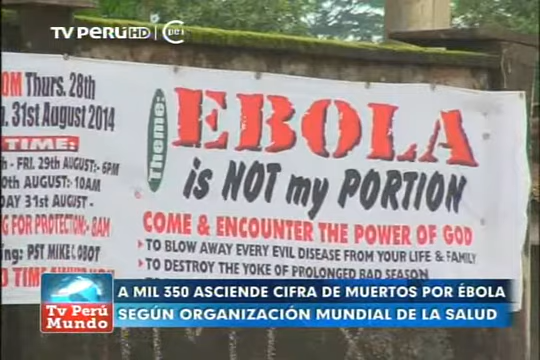 TV PERÚ HD
OM Thurs. 28th
31st August 2014
TIME:
FRI. 29th AUGUST:- 6PM
0th AUGUST:- 10AM
DAY 31st AUGUST -
G FOR PROTECTION:- 8AM
ing: PST MIKE OBOT
Theme:
EBOLA
is NOT my PORTION
COME & ENCOUNTER THE POWER OF GOD
TO BLOW AWAY EVERY EVIL DISEASE FROM YOUR LIFE & FAMILY
TO DESTROY THE YOKE OF PROLONGED BAD SEASON
Tv Perú
Mundo
A MIL 350 ASCIENDE CIFRA DE MUERTOS POR ÉBOLA
SEGÚN ORGANIZACIÓN MUNDIAL DE LA SALUD